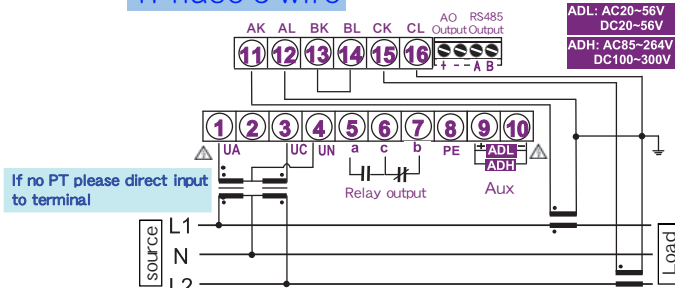 1Phase 3 wire
ADL: AC20~56V
DC20~56V
ADH: AC85~264V
DC100~300V
AK AL BK BL CK CL
AO Output RS485 Output
11 12 13 14 15 16
+ - - A B
1 2 3 4 5 6 7 8 9 10
UA UC UN a c b PE + ADL -
ADH
Relay output
Aux
If no PT please direct input
to terminal
source
L1
N
L2
Load